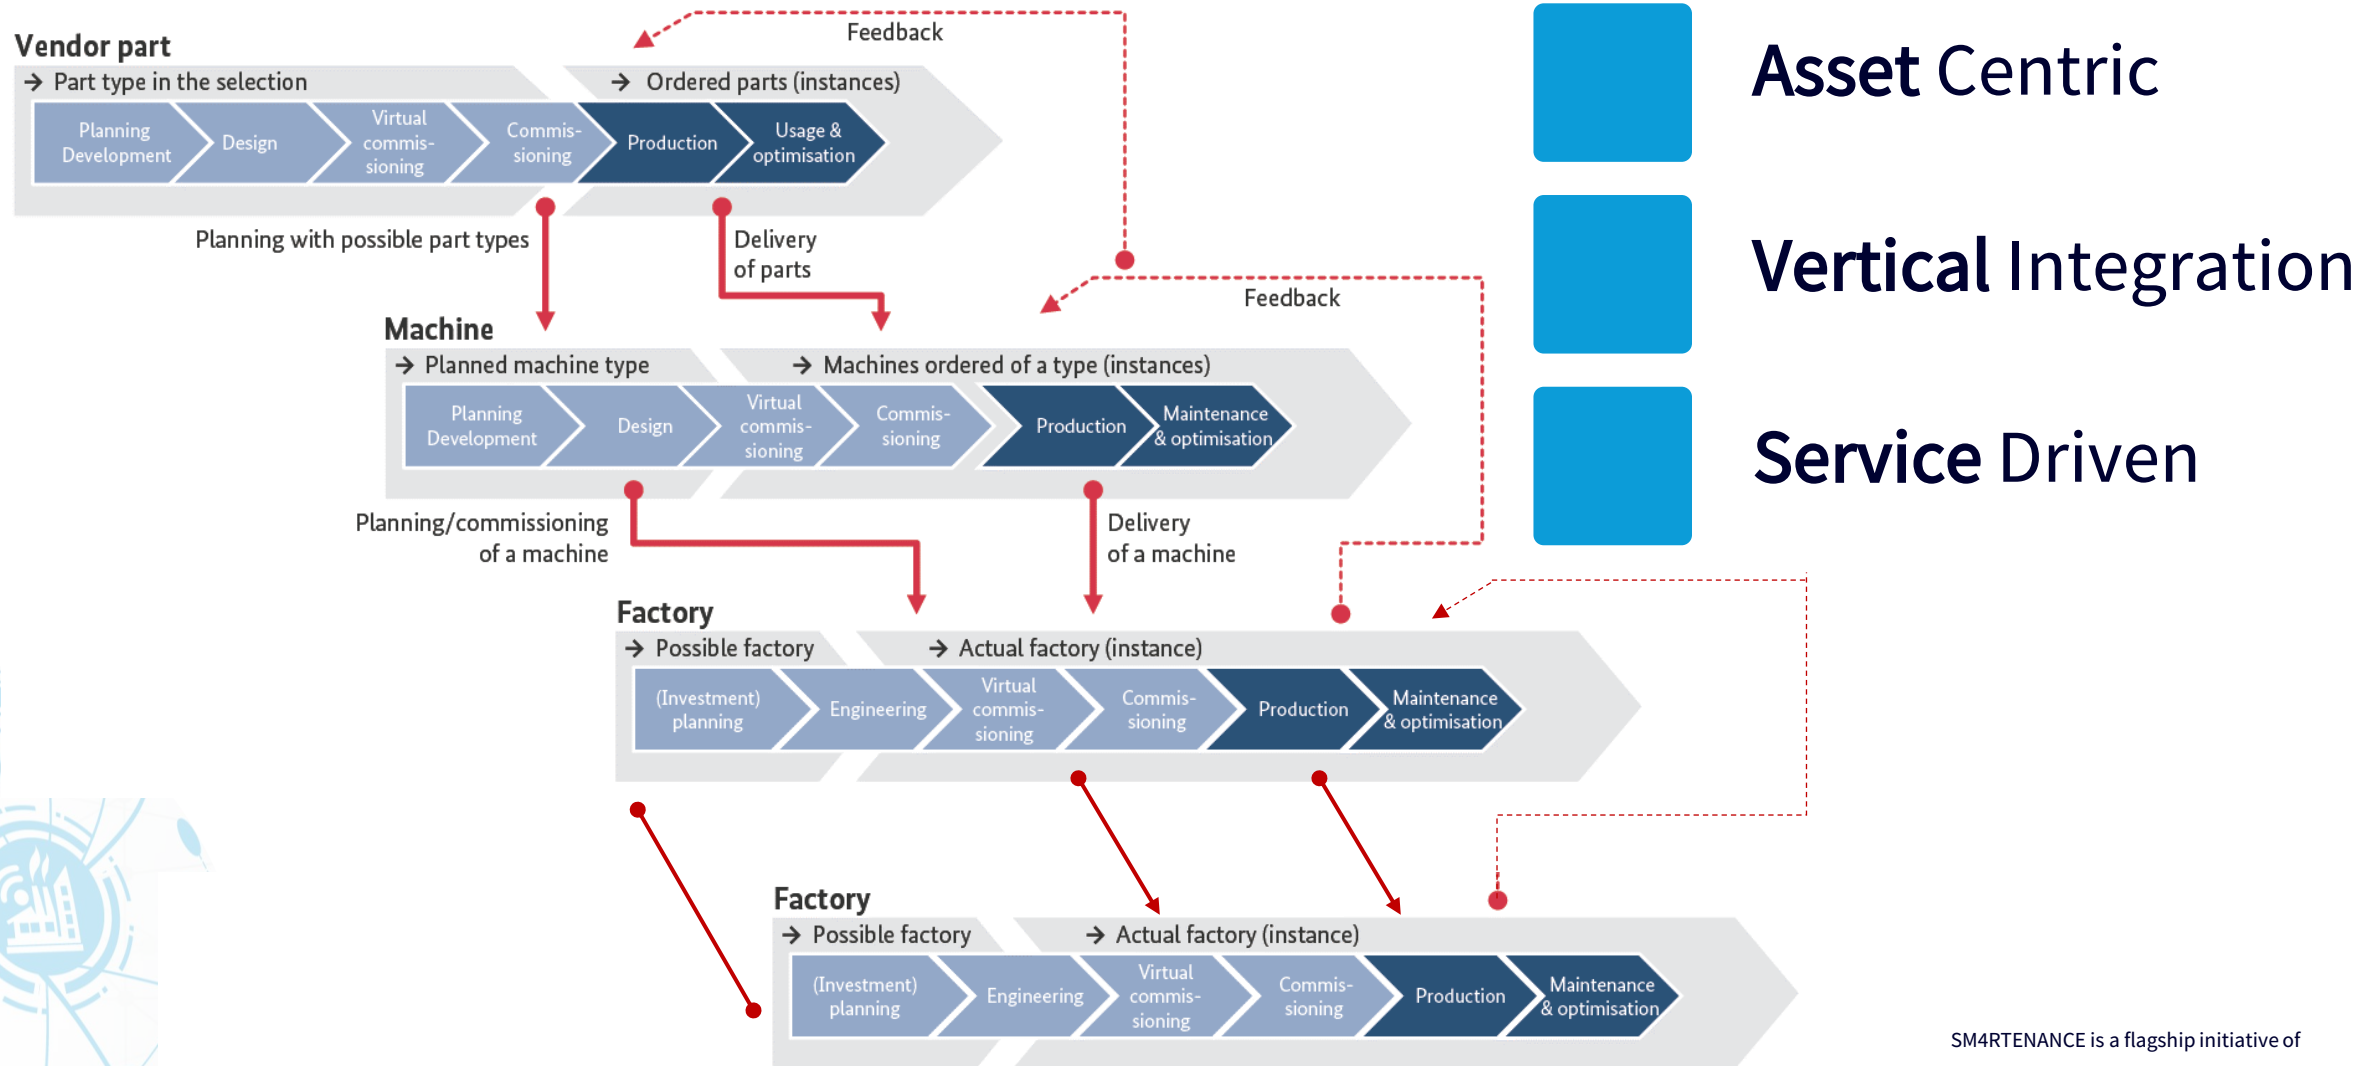 Feedback
Vendor part
→ Part type in the selection
→ Ordered parts (instances)
Planning
Development
Design
Virtual
commis-
sioning
Commis-
sioning
Production
Usage &
optimisation
Planning with possible part types
Delivery
of parts
Feedback
Machine
→ Planned machine type
→ Machines ordered of a type (instances)
Planning
Development
Design
Virtual
commis-
sioning
Commis-
sioning
Production
Maintenance
& optimisation
Planning/commissioning
of a machine
Delivery
of a machine
Factory
→ Possible factory
→ Actual factory (instance)
(Investment)
planning
Engineering
Virtual
commis-
sioning
Commis-
sioning
Production
Maintenance
& optimisation
Factory
→ Possible factory
→ Actual factory (instance)
(Investment)
planning
Engineering
Virtual
commis-
sioning
Commis-
sioning
Production
Maintenance
& optimisation
Asset Centric
Vertical Integration
Service Driven
SM4RTENANCE is a flagship initiative of